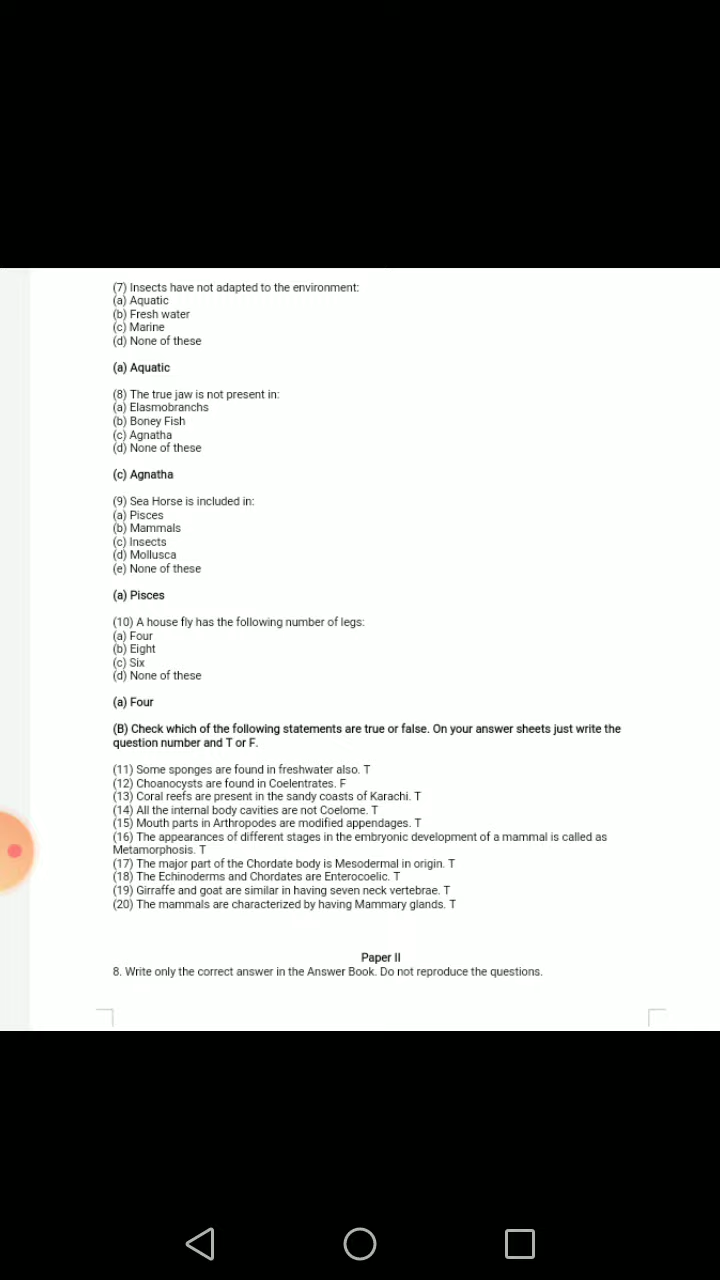 (7) Insects have not adapted to the environment:
(a) Aquatic
(b) Fresh water
(c) Marine
(d) None of these
(a) Aquatic
(8) The true jaw is not present in:
(a) Elasmobranchs
(b) Boney Fish
(c) Agnatha
(d) None of these
(c) Agnatha
(9) Sea Horse is included in:
(a) Pisces
(b) Mammals
(c) Insects
(d) Mollusca
(e) None of these
(a) Pisces
(10) A house fly has the following number of legs:
(a) Four
(b) Eight
(c) Six
(d) None of these
(a) Four
(B) Check which of the following statements are true or false. On your answer sheets just write the
question number and T or F.
(11) Some sponges are found in freshwater also. T
(12) Choanocysts are found in Coelentrates. F
(13) Coral reefs are present in the sandy coasts of Karachi. T
(14) All the internal body cavities are not Coelome. T
(15) Mouth parts in Arthropodes are modified appendages. T
(16) The appearances of different stages in the embryonic development of a mammal is called as
Metamorphosis. T
(17) The major part of the Chordate body is Mesodermal in origin. T
(18) The Echinoderms and Chordates are Enterocoelic. T
(19) Girraffe and goat are similar in having seven neck vertebrae. T
(20) The mammals are characterized by having Mammary glands. T
Paper II
8. Write only the correct answer in the Answer Book. Do not reproduce the questions.